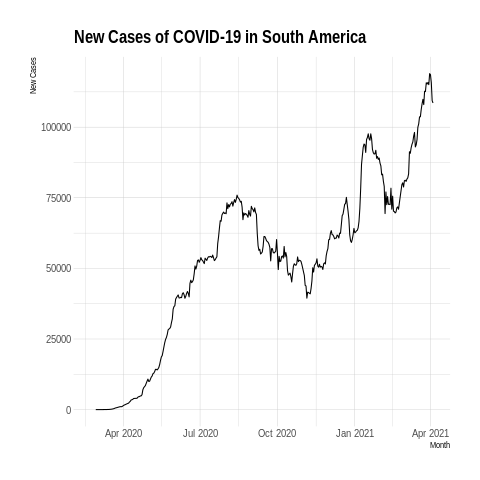 New Cases of COVID-19 in South America
New Cases
100000
75000
50000
25000
0
Apr 2020 Jul 2020 Oct 2020 Jan 2021 Apr 2021
Month